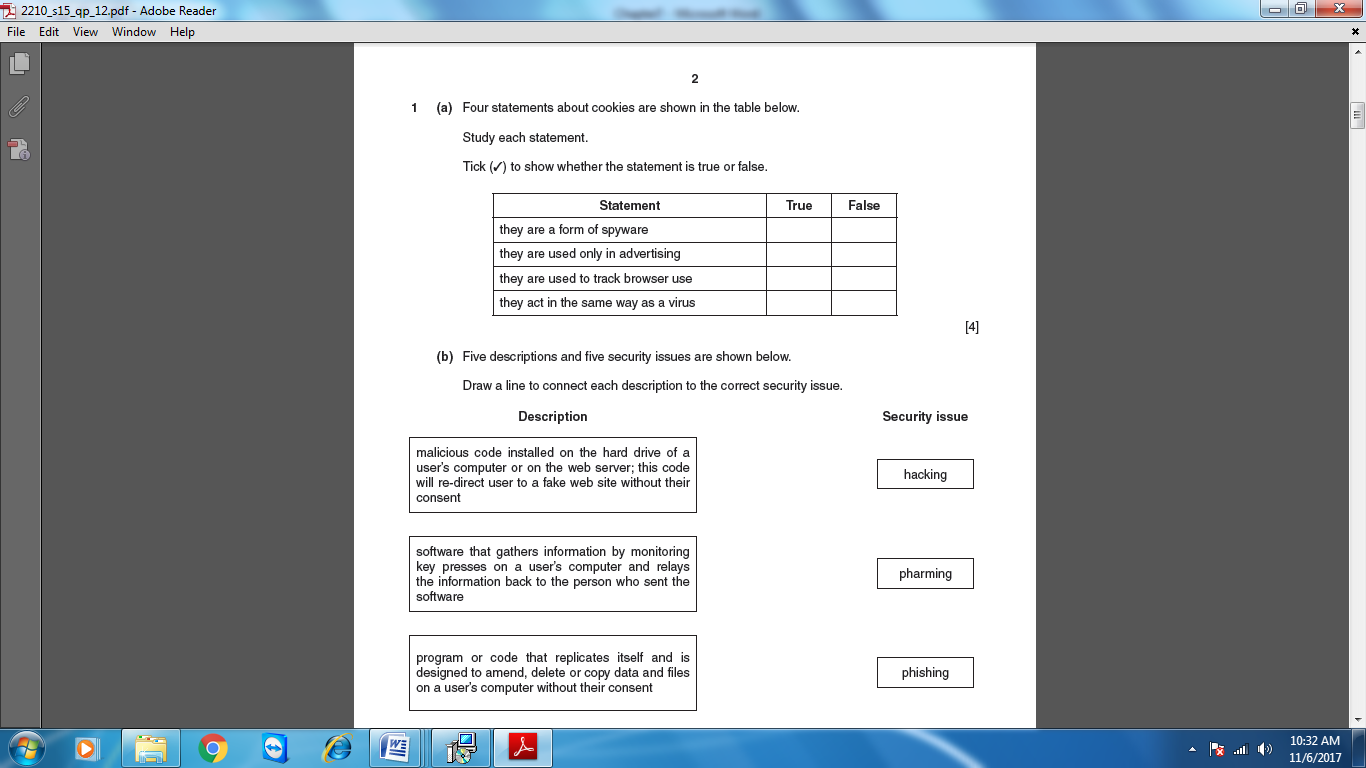 2210_s15_qp_12.pdf - Adobe Reader
File Edit View Window Help
2
1 (a) Four statements about cookies are shown in the table below.
Study each statement.
Tick (✓) to show whether the statement is true or false.
Statement True False
they are a form of spyware
they are used only in advertising
they are used to track browser use
they act in the same way as a virus
[4]
(b) Five descriptions and five security issues are shown below.
Draw a line to connect each description to the correct security issue.
Description Security issue
malicious code installed on the hard drive of a
user's computer or on the web server; this code
will re-direct user to a fake web site without their
consent
hacking
software that gathers information by monitoring
key presses on a user's computer and relays
the information back to the person who sent the
software
pharming
program or code that replicates itself and is
designed to amend, delete or copy data and files
on a user's computer without their consent
phishing
10:32 AM
11/6/2017